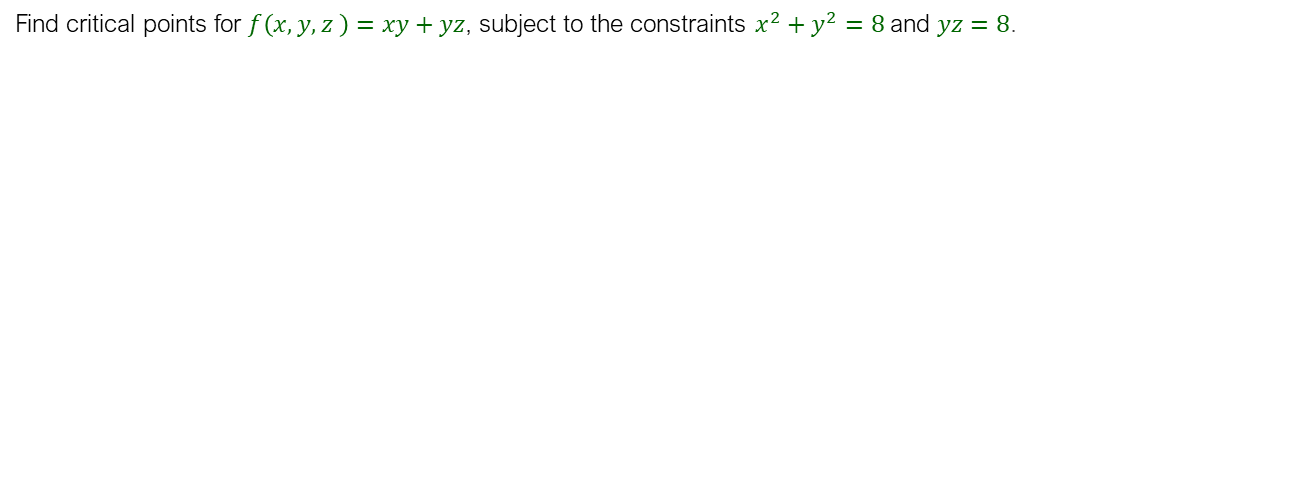 Find critical points for f (x, y, z ) = xy + yz, subject to the constraints x² + y² = 8 and yz = 8.